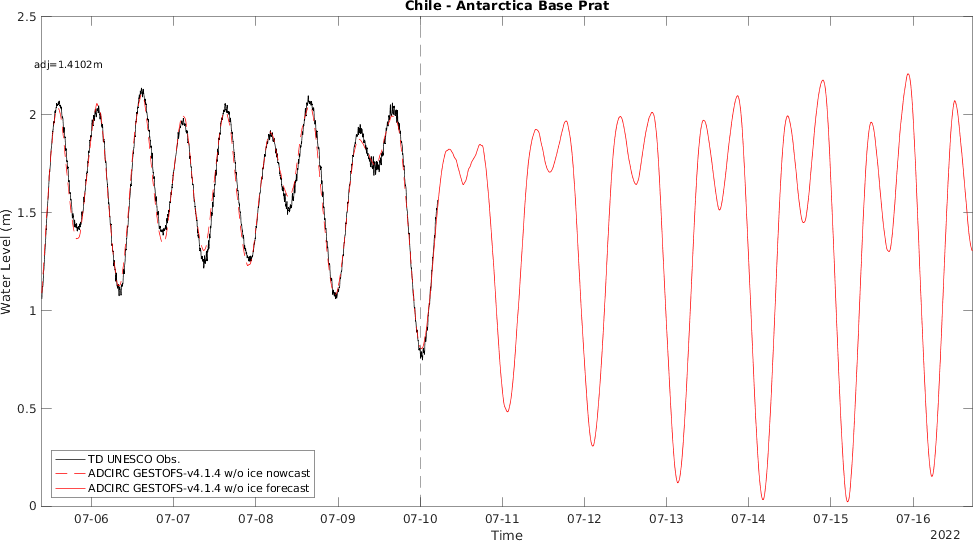 Chile - Antarctica Base Prat
adj=1.4102m
2.5
2
1.5
1
0.5
0
Water Level (m)
TD UNESCO Obs.
ADCIRC GESTOFS-v4.1.4 w/o ice nowcast
ADCIRC GESTOFS-v4.1.4 w/o ice forecast
07-06 07-07 07-08 07-09 07-10 07-11 07-12 07-13 07-14 07-15 07-16
Time
2022